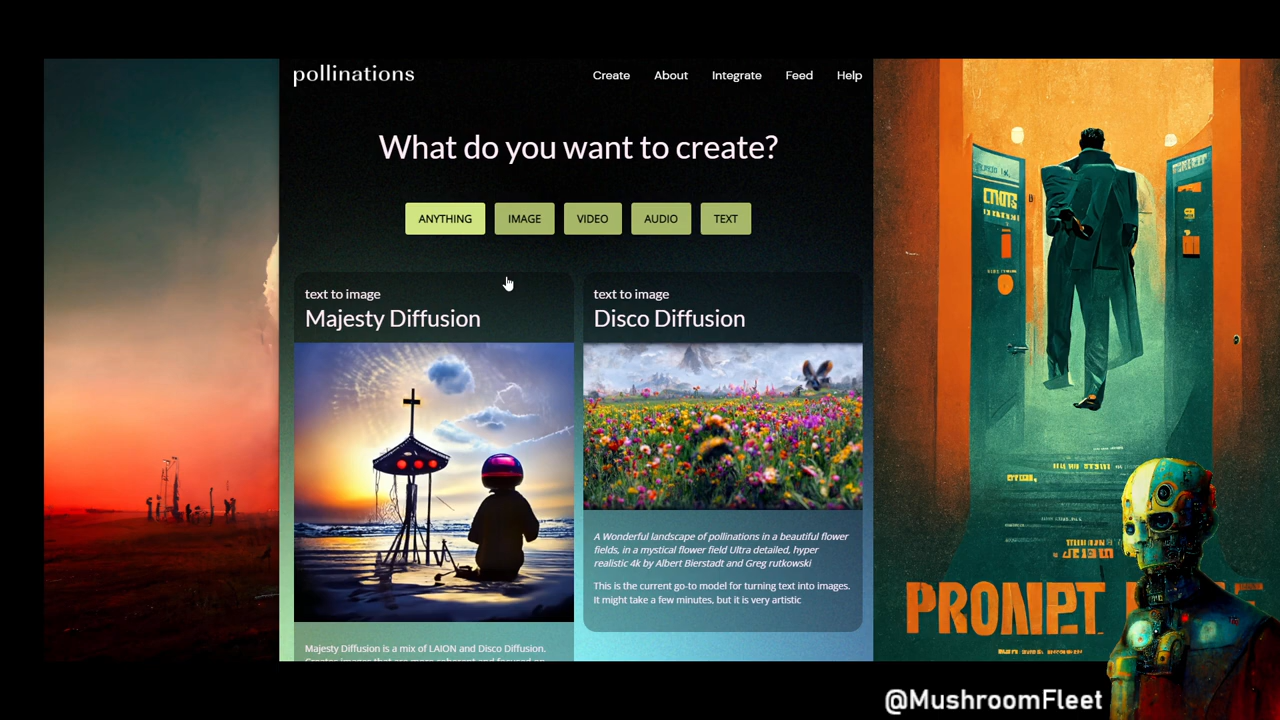 pollinations
Create
About
Integrate
Feed
Help
What do you want to create?
ANYTHING
IMAGE
VIDEO
AUDIO
TEXT
text to image
Majesty Diffusion
text to image
Disco Diffusion
A Wonderful landscape of pollinations in a beautiful flower
fields, in a mystical flower field Ultra detailed, hyper
realistic 4k by Albert Bierstadt and Greg rutkowski
This is the current go-to model for turning text into images.
It might take a few minutes, but it is very artistic
Majesty Diffusion is a mix of LAION and Disco Diffusion.
@MushroomFleet